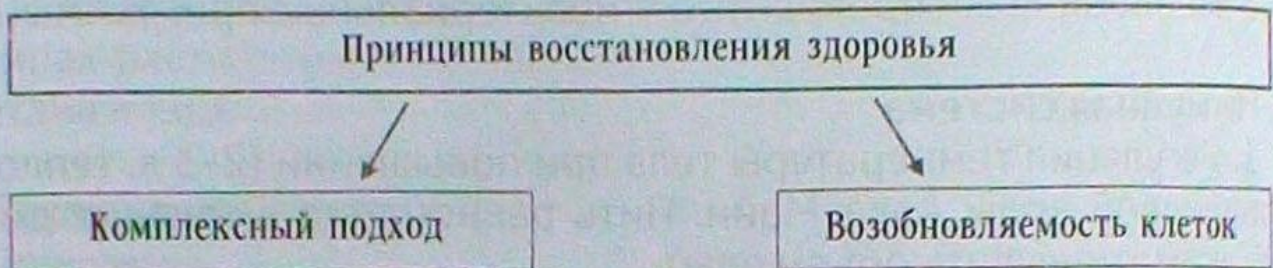 Принципы восстановления здоровья
Комплексный подход
Возобновляемость клеток